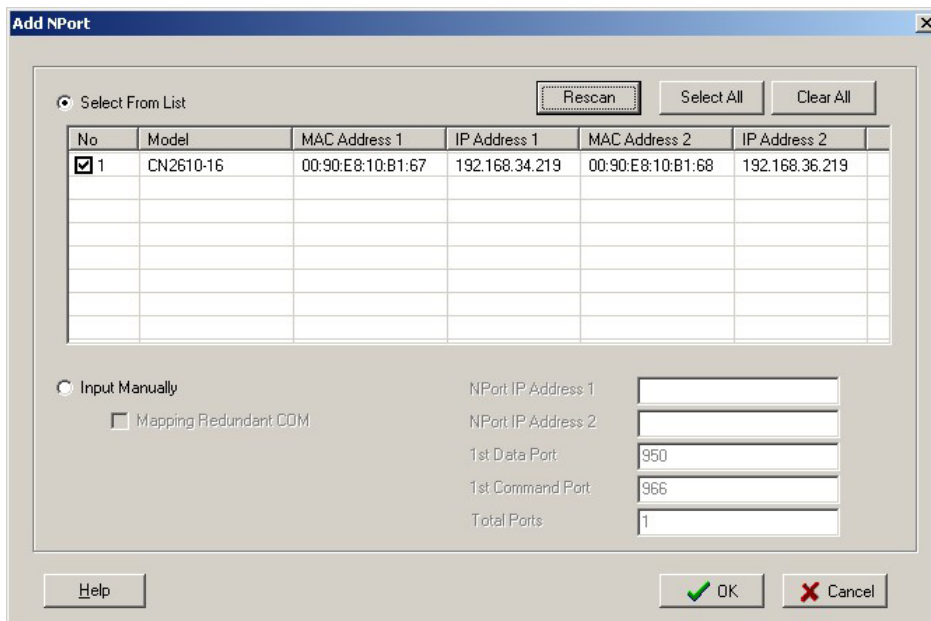 Add NPort
Select From List
Rescan Select All Clear All
No Model MAC Address 1 IP Address 1 MAC Address 2 IP Address 2
1 CN2610-16 00:90:E8:10:B1:67 192.168.34.219 00:90:E8:10:B1:68 192.168.36.219
Input Manually
Mapping Redundant COM
NPort IP Address 1
NPort IP Address 2
1st Data Port 950
1st Command Port 966
Total Ports 1
Help OK Cancel